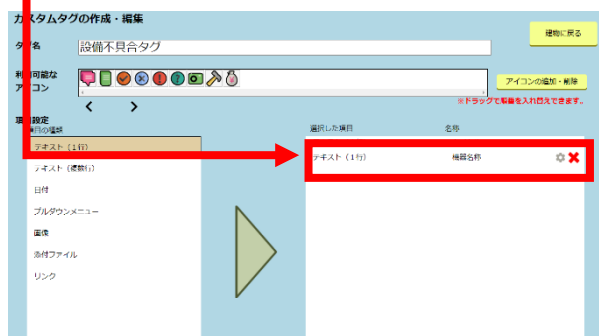 カスタムタグの作成・編集
建物に戻る
タグ名
設備不具合タグ
利用可能な
アイコン
アイコンの追加・削除
※ドラッグで順番を入れ替えできます。
項目設定
項目の種類
選択した項目
名称
テキスト（1行）
テキスト（1行）
機器名称
テキスト（複数行）
日付
プルダウンメニュー
画像
添付ファイル
リンク